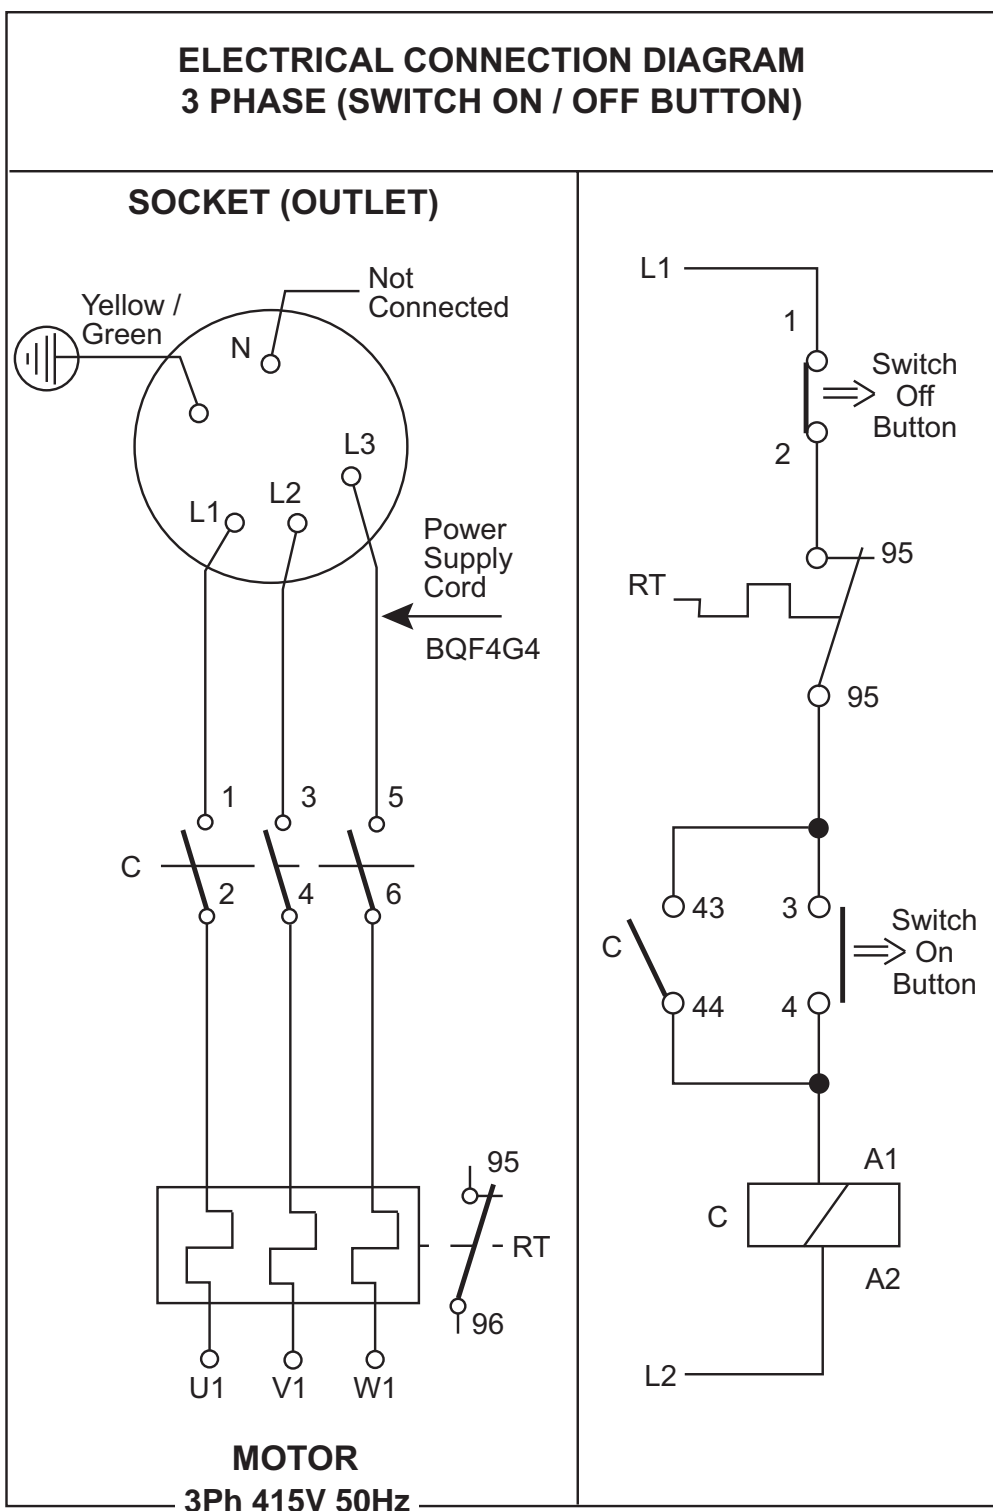 ELECTRICAL CONNECTION DIAGRAM
3 PHASE (SWITCH ON / OFF BUTTON)
SOCKET (OUTLET)
Not
Connected
Yellow /
Green
N
L3
L2
L1
Power
Supply
Cord
BQF4G4
1 3 5
C
2 4 6
95
RT
96
U1 V1 W1
MOTOR
3Ph 415V 50Hz
L1
1
Switch
Off
Button
2
95
RT
95
43 3
Switch
On
Button
C
44 4
A1
C
A2
L2